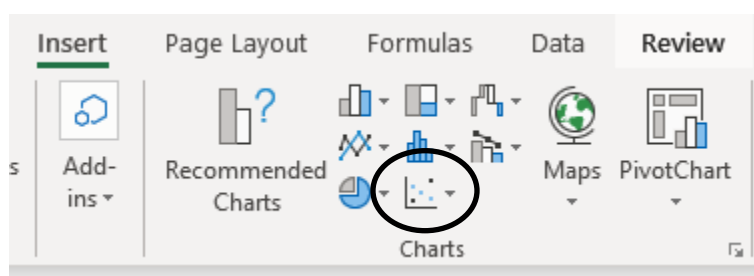 Insert Page Layout Formulas Data Review
s
Add-
ins
Recommended
Charts
Maps
PivotChart
Charts